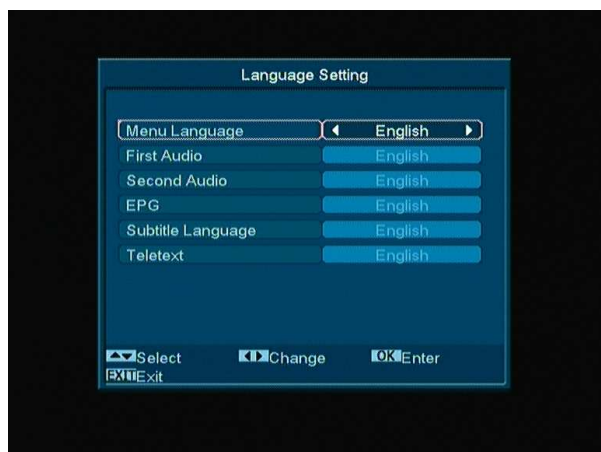 Language Setting
Menu Language English
First Audio English
Second Audio English
EPG English
Subtitle Language English
Teletext English
Select Change OK Enter
EXIT Exit